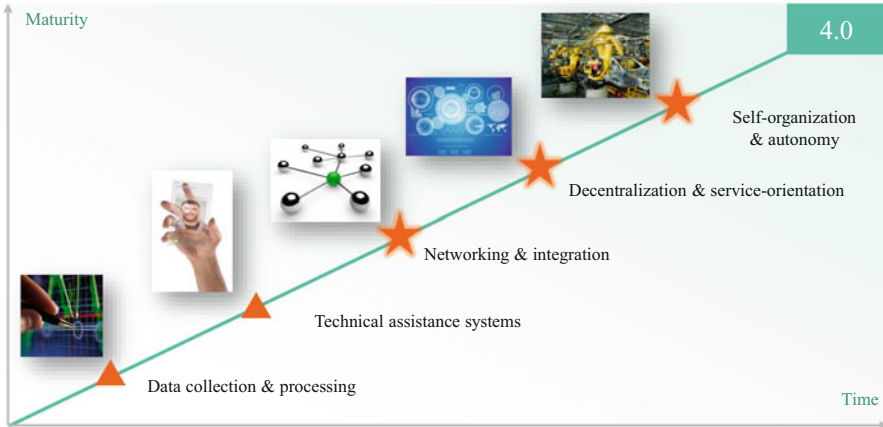 Maturity
4.0
Self-organization
& autonomy
Decentralization & service-orientation
Networking & integration
Technical assistance systems
Data collection & processing
Time